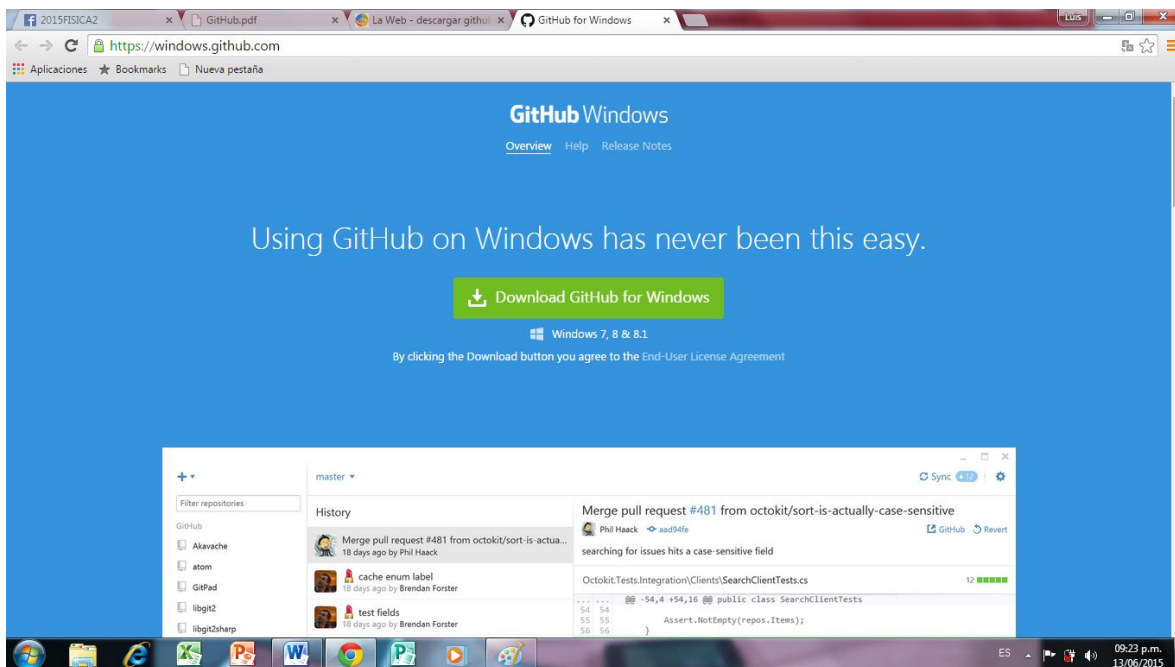 2015FISICA2
GitHub.pdf
La Web - descargar githu
GitHub for Windows
Luis
https://windows.github.com
Aplicaciones
Bookmarks
Nueva pestaña
GitHub Windows
Overview Help Release Notes
Using GitHub on Windows has never been this easy.
Download GitHub for Windows
Windows 7, 8 & 8.1
By clicking the Download button you agree to the End-User License Agreement
master
Sync
12
Filter repositories
GitHub
Akavache
atom
GitPad
libgit2
libgit2sharp
History
Merge pull request #481 from octokit/sort-is-actua...
18 days ago by Phil Haack
cache enum label
18 days ago by Brendan Forster
test fields
18 days ago by Brendan Forster
Merge pull request #481 from octokit/sort-is-actually-case-sensitive
Phil Haack aad94fe
GitHub Revert
searching for issues hits a case-sensitive field
Octokit.Tests.Integration\Clients\SearchClientTests.cs 12
... ... @@ -54,4 +54,16 @@ public class SearchClientTests
54 54
55 55 Assert.NotEmpty(repos.Items);
56 56 }
ES
09:23 p.m.
13/06/2015